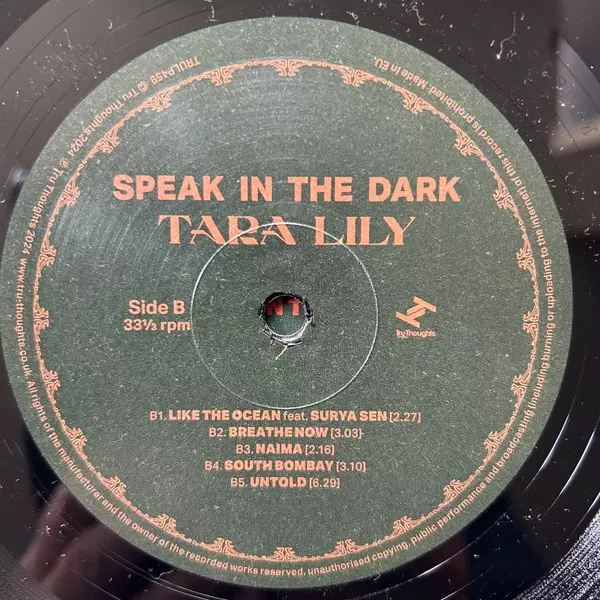 SPEAK IN THE DARK
TARA LILY
Side B
33⅓ rpm
Tru Thoughts
B1. LIKE THE OCEAN feat. SURYA SEN [2.27]
B2. BREATHE NOW [3.03]
B3. NAIMA [2.16]
B4. SOUTH BOMBAY [3.10]
B5. UNTOLD [6.29]
TRULP459 © Tru Thoughts 2024 ℗ Tru Thoughts 2024 www.tru-thoughts.co.uk. All rights of the manufacturer and the owner of the recorded works reserved, unauthorised copying, public performance and broadcasting (including burning or uploading to the internet) of this record is prohibited. Made in EU.